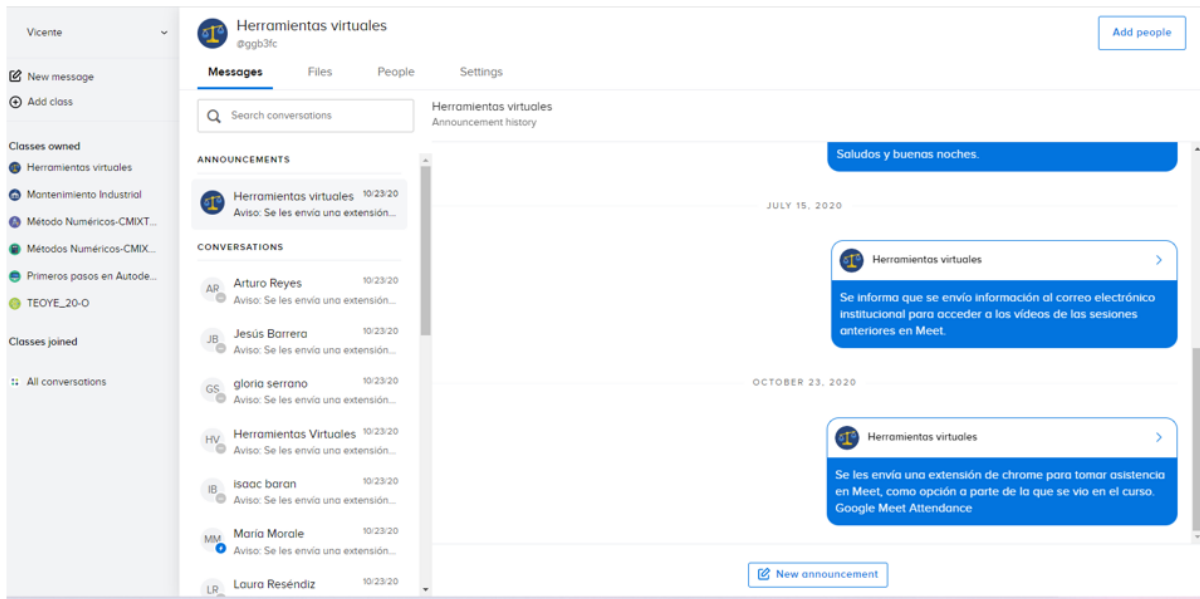 Vicente
New message
Add class
Classes owned
Herramientas virtuales
Mantenimiento Industrial
Método Numéricos-CMIXT...
Métodos Numéricos-CMIX...
Primeros pasos en Autode...
TEOYE_20-O
Classes joined
All conversations
Herramientas virtuales
@ggb3fc
Add people
Messages Files People Settings
Search conversations
ANNOUNCEMENTS
Herramientas virtuales 10/23/20
Aviso: Se les envía una extensión...
CONVERSATIONS
AR Arturo Reyes 10/23/20
Aviso: Se les envía una extensión...
JB Jesús Barrera 10/23/20
Aviso: Se les envía una extensión...
GS gloria serrano 10/23/20
Aviso: Se les envía una extensión...
HV Herramientas Virtuales 10/23/20
Aviso: Se les envía una extensión...
IB isaac baran 10/23/20
Aviso: Se les envía una extensión...
MM María Morale 10/23/20
Aviso: Se les envía una extensión...
LR Laura Reséndiz 10/23/20
Herramientas virtuales
Announcement history
Saludos y buenas noches.
JULY 15, 2020
Herramientas virtuales
Se informa que se envío información al correo electrónico
institucional para acceder a los vídeos de las sesiones
anteriores en Meet.
OCTOBER 23, 2020
Herramientas virtuales
Se les envía una extensión de chrome para tomar asistencia
en Meet, como opción a parte de la que se vio en el curso.
Google Meet Attendance
New announcement